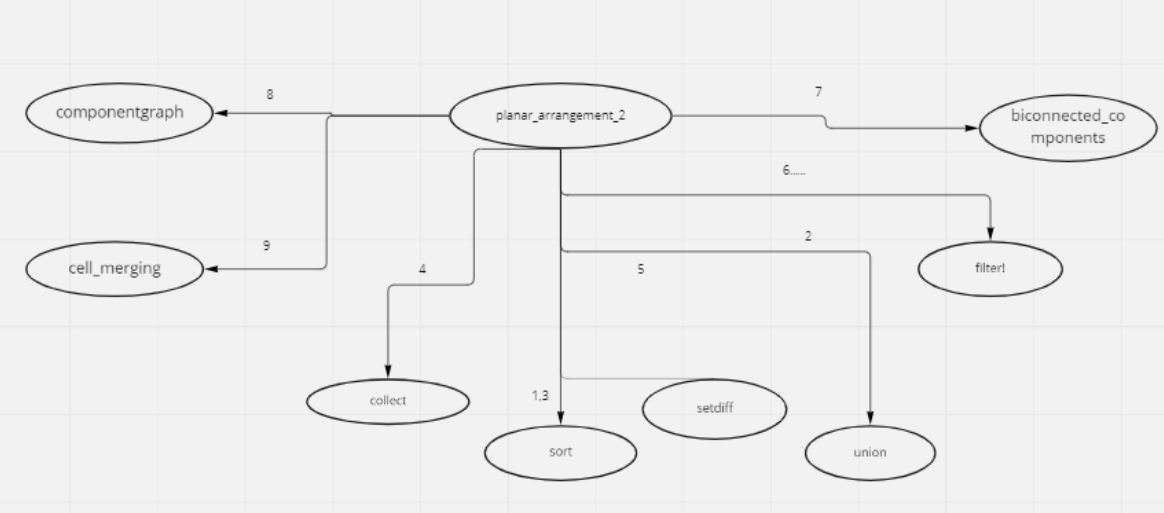 8
7
componentgraph
planar_arrangement_2
biconnected_co
mponents
6.....
2
9
cell_merging
4
5
filter!
1,3
collect
setdiff
sort
union